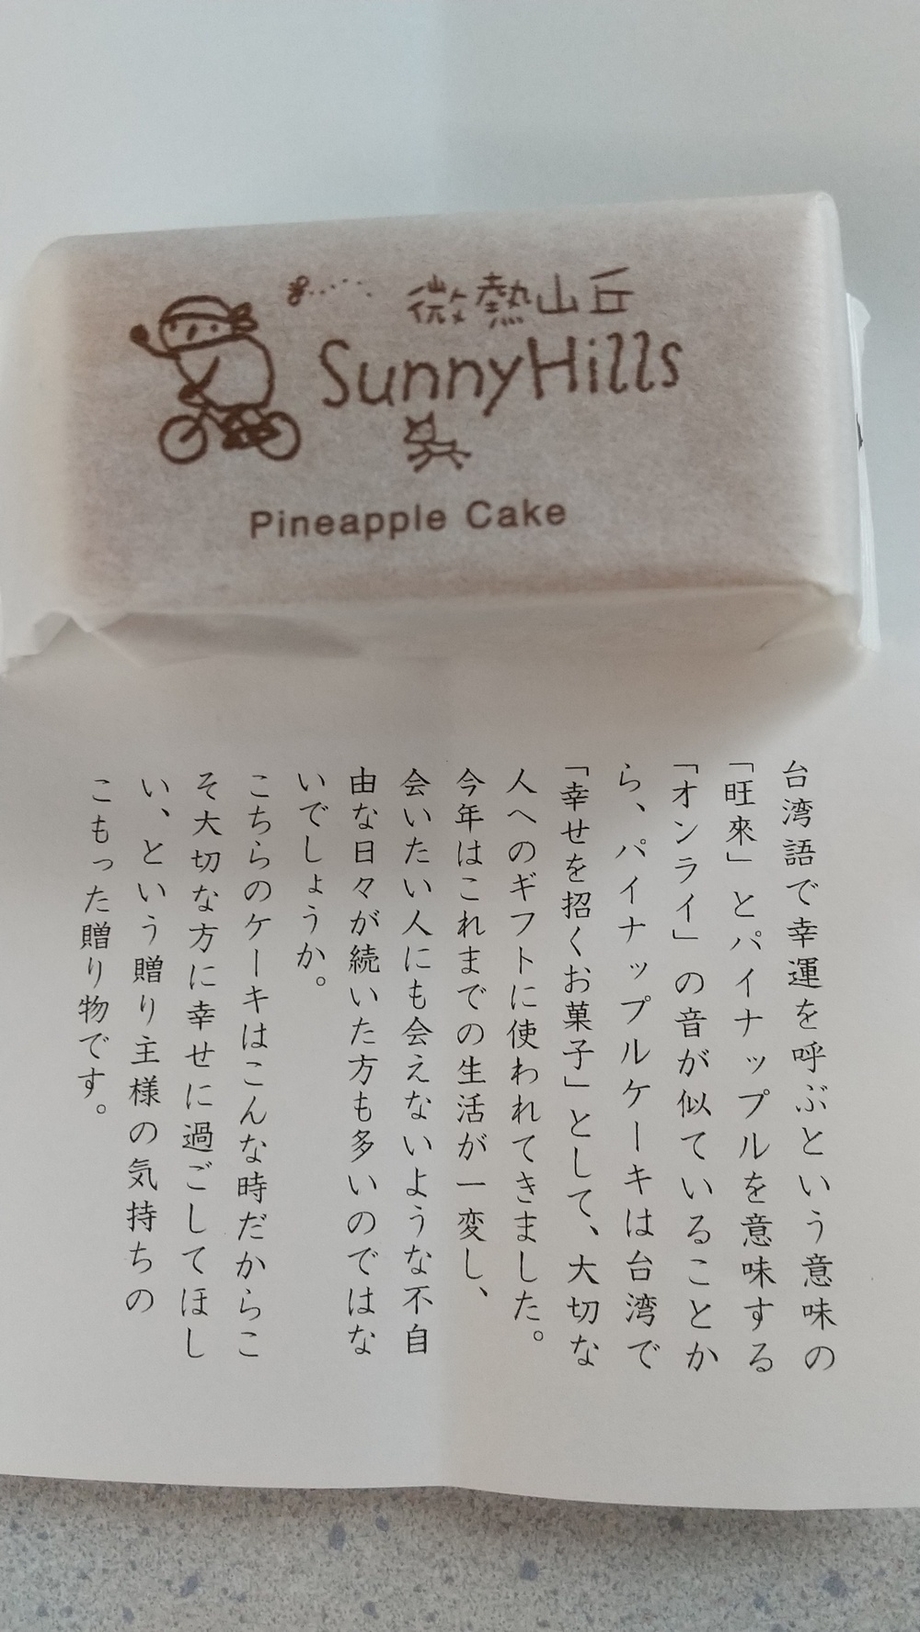 微熱山丘
SunnyHills
Pineapple Cake
台湾語で幸運を呼ぶという意味の
「旺來」とパイナップルを意味する
「オンライ」の音が似ていることか
ら、パイナップルケーキは台湾で
「幸せを招くお菓子」として、大切な
人へのギフトに使われてきました。
今年はこれまでの生活が一変し、
会いたい人にも会えないような不自
由な日々が続いた方も多いのではな
いでしょうか。
こちらのケーキはこんな時だからこ
そ大切な方に幸せに過ごしてほし
い、という贈り主様の気持ちの
こもった贈り物です。